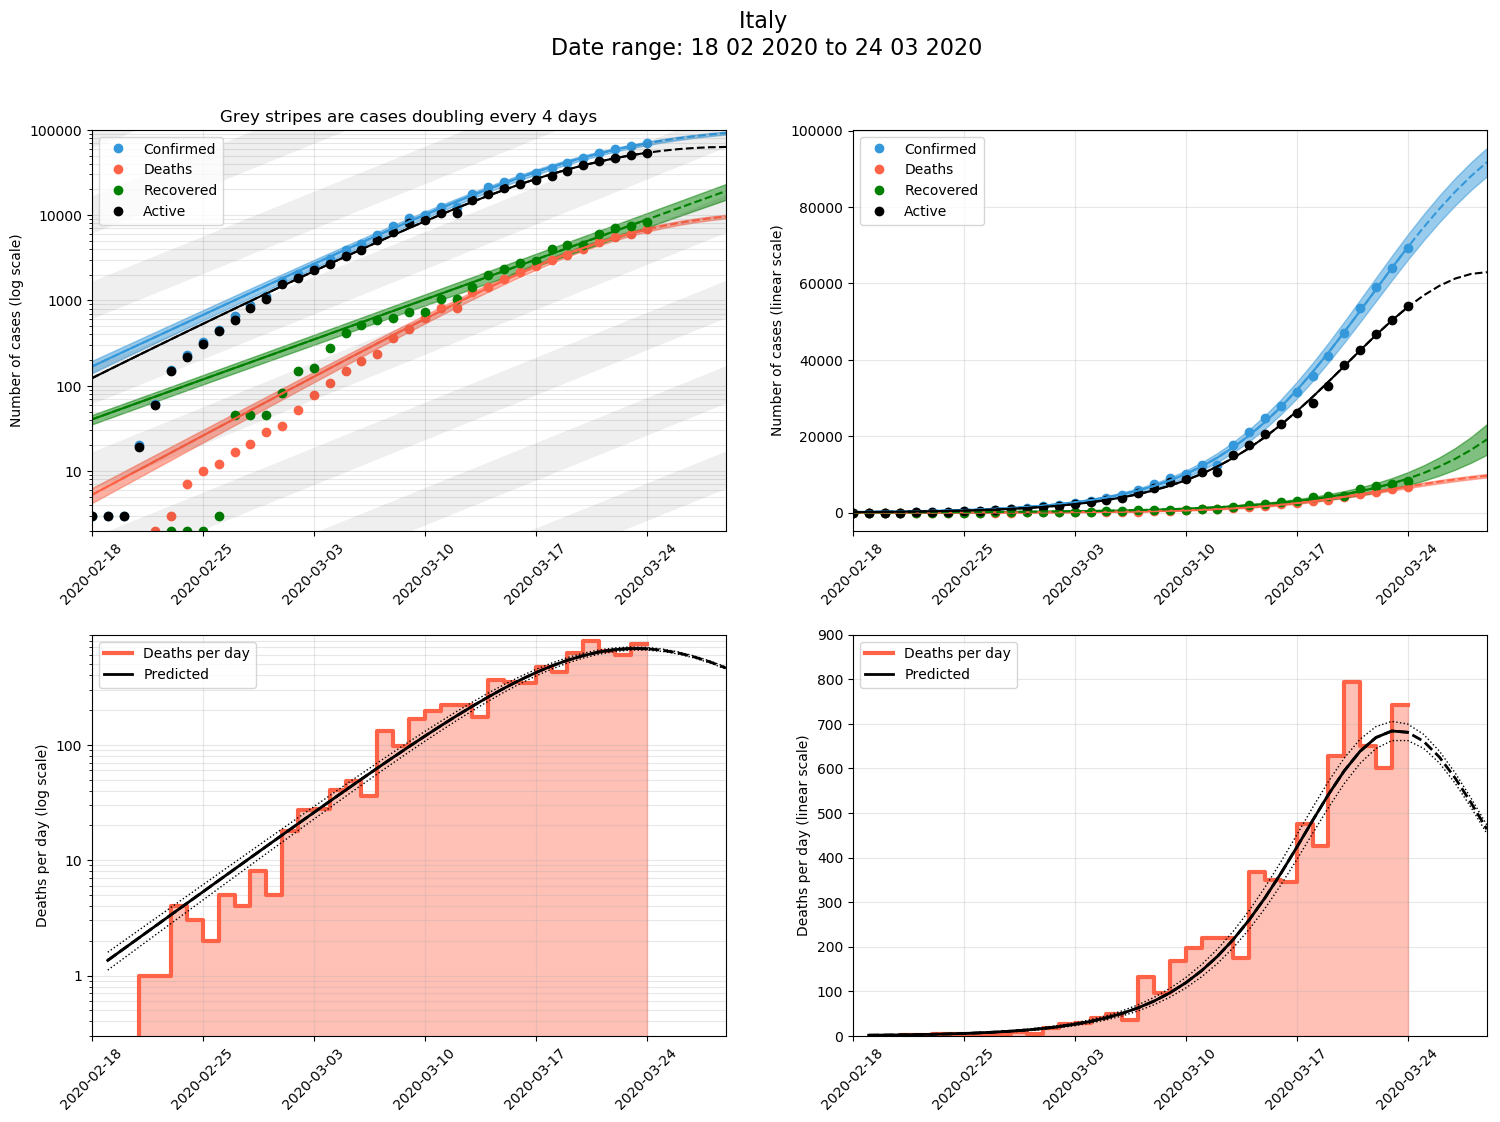 Italy
Date range: 18 02 2020 to 24 03 2020
Grey stripes are cases doubling every 4 days
Number of cases (log scale)
100000
10000
1000
100
10
Confirmed
Deaths
Recovered
Active
2020-02-18
2020-02-25
2020-03-03
2020-03-10
2020-03-17
2020-03-24
Number of cases (linear scale)
100000
80000
60000
40000
20000
0
Confirmed
Deaths
Recovered
Active
2020-02-18
2020-02-25
2020-03-03
2020-03-10
2020-03-17
2020-03-24
Deaths per day (log scale)
100
10
1
Deaths per day
Predicted
2020-02-18
2020-02-25
2020-03-03
2020-03-10
2020-03-17
2020-03-24
Deaths per day (linear scale)
900
800
700
600
500
400
300
200
100
0
Deaths per day
Predicted
2020-02-18
2020-02-25
2020-03-03
2020-03-10
2020-03-17
2020-03-24